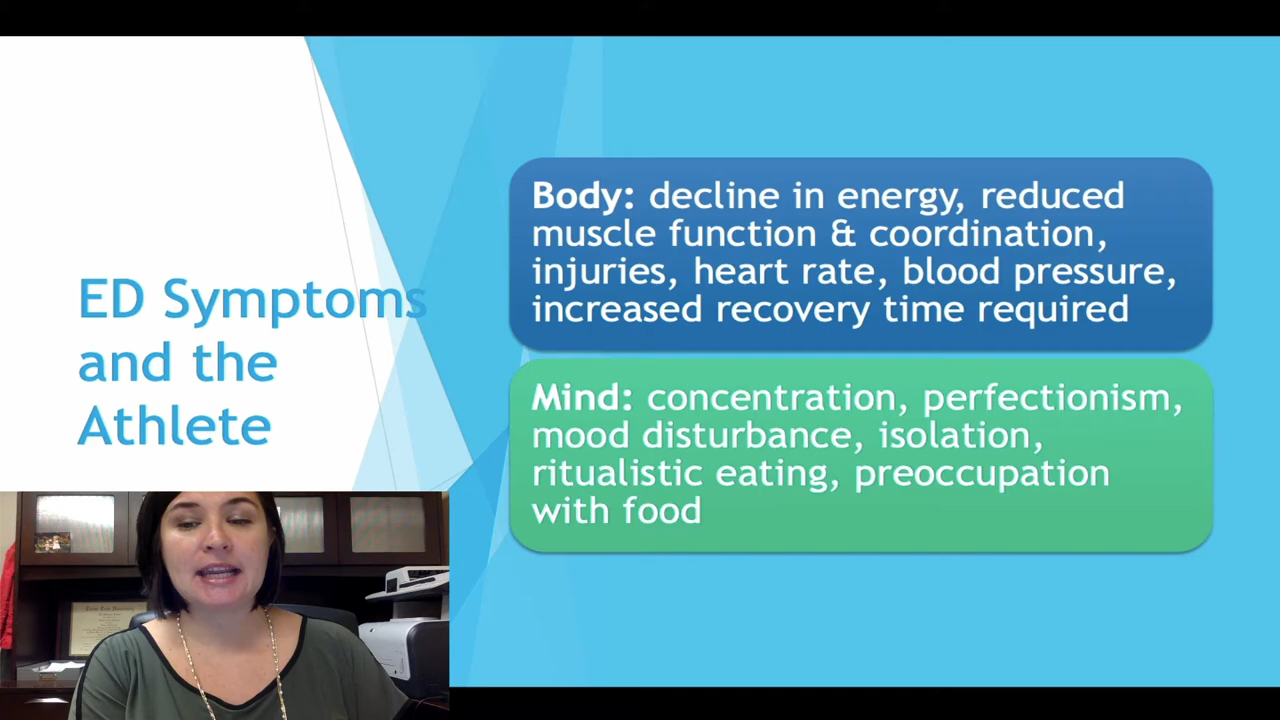 ED Symptoms
and the
Athlete
Body: decline in energy, reduced
muscle function & coordination,
injuries, heart rate, blood pressure,
increased recovery time required
Mind: concentration, perfectionism,
mood disturbance, isolation,
ritualistic eating, preoccupation
with food